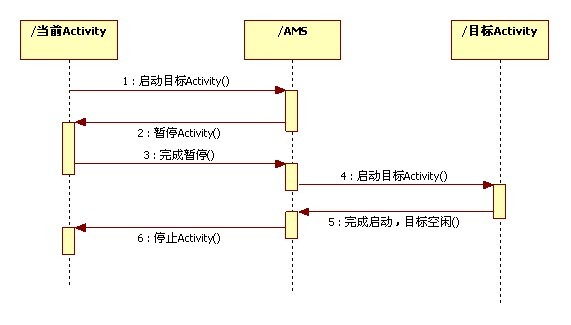 /当前Activity
/AMS
/目标Activity
1 : 启动目标Activity()
2 : 暂停Activity()
3 : 完成暂停()
4 : 启动目标Activity()
5 : 完成启动，目标空闲()
6 : 停止Activity()